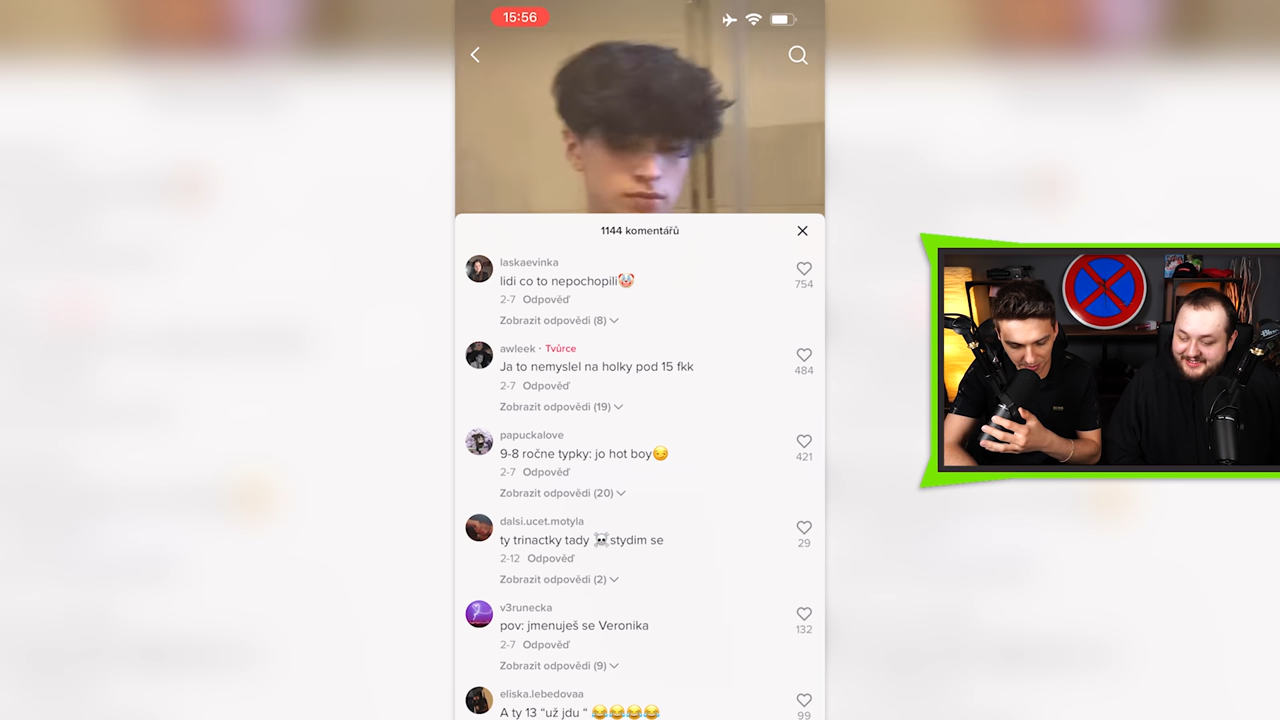 15:56
1144 komentářů
laskaevinka
lidi co to nepochopili🤡
754
2-7 Odpověď
Zobrazit odpovědi (8)
awleek · Tvůrce
Ja to nemyslel na holky pod 15 fkk
484
2-7 Odpověď
Zobrazit odpovědi (19)
papuckalove
9-8 ročne typky: jo hot boy😏
421
2-7 Odpověď
Zobrazit odpovědi (20)
dalsi.ucet.motyla
ty trinactky tady ☠️stydim se
29
2-12 Odpověď
Zobrazit odpovědi (2)
v3runecka
pov: jmenuješ se Veronika
132
2-7 Odpověď
Zobrazit odpovědi (9)
eliska.lebedovaa
A ty 13 “už jdu “ 😂😂😂😂
99